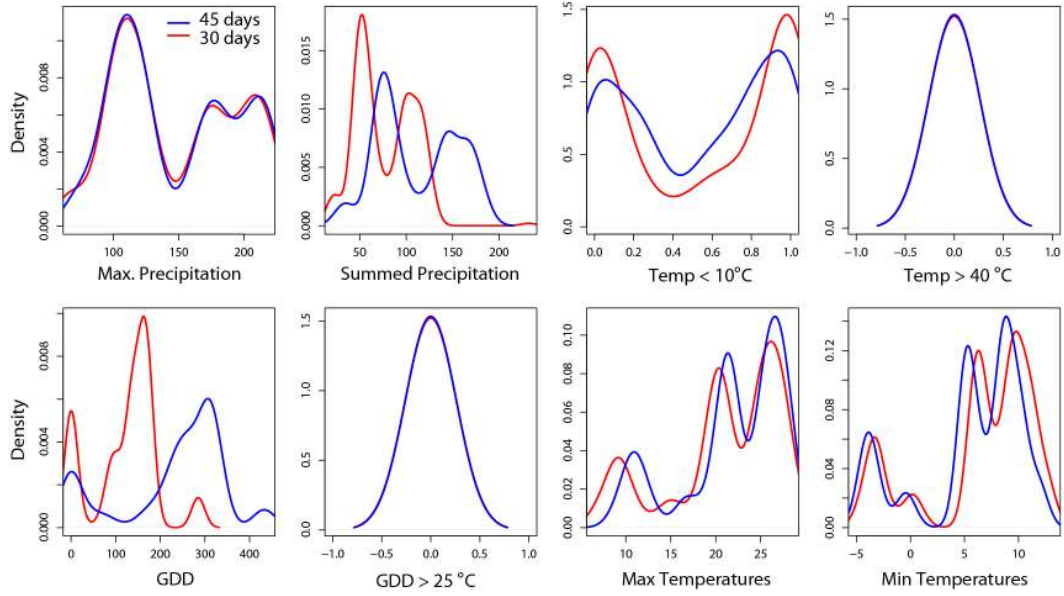 45 days
30 days
Density
0.008
0.004
0.000
100 150 200
Max. Precipitation
0.015
0.010
0.005
0.000
50 100 150 200
Summed Precipitation
1.5
1.0
0.5
0.0
0.0 0.2 0.4 0.6 0.8 1.0
Temp < 10°C
1.5
1.0
0.5
0.0
−1.0 −0.5 0.0 0.5 1.0
Temp > 40 °C
Density
0.008
0.004
0.000
0 100 200 300 400
GDD
1.5
1.0
0.5
0.0
−1.0 −0.5 0.0 0.5 1.0
GDD > 25 °C
0.10
0.08
0.06
0.04
0.02
0.00
10 15 20 25
Max Temperatures
0.12
0.08
0.04
0.00
−5 0 5 10
Min Temperatures